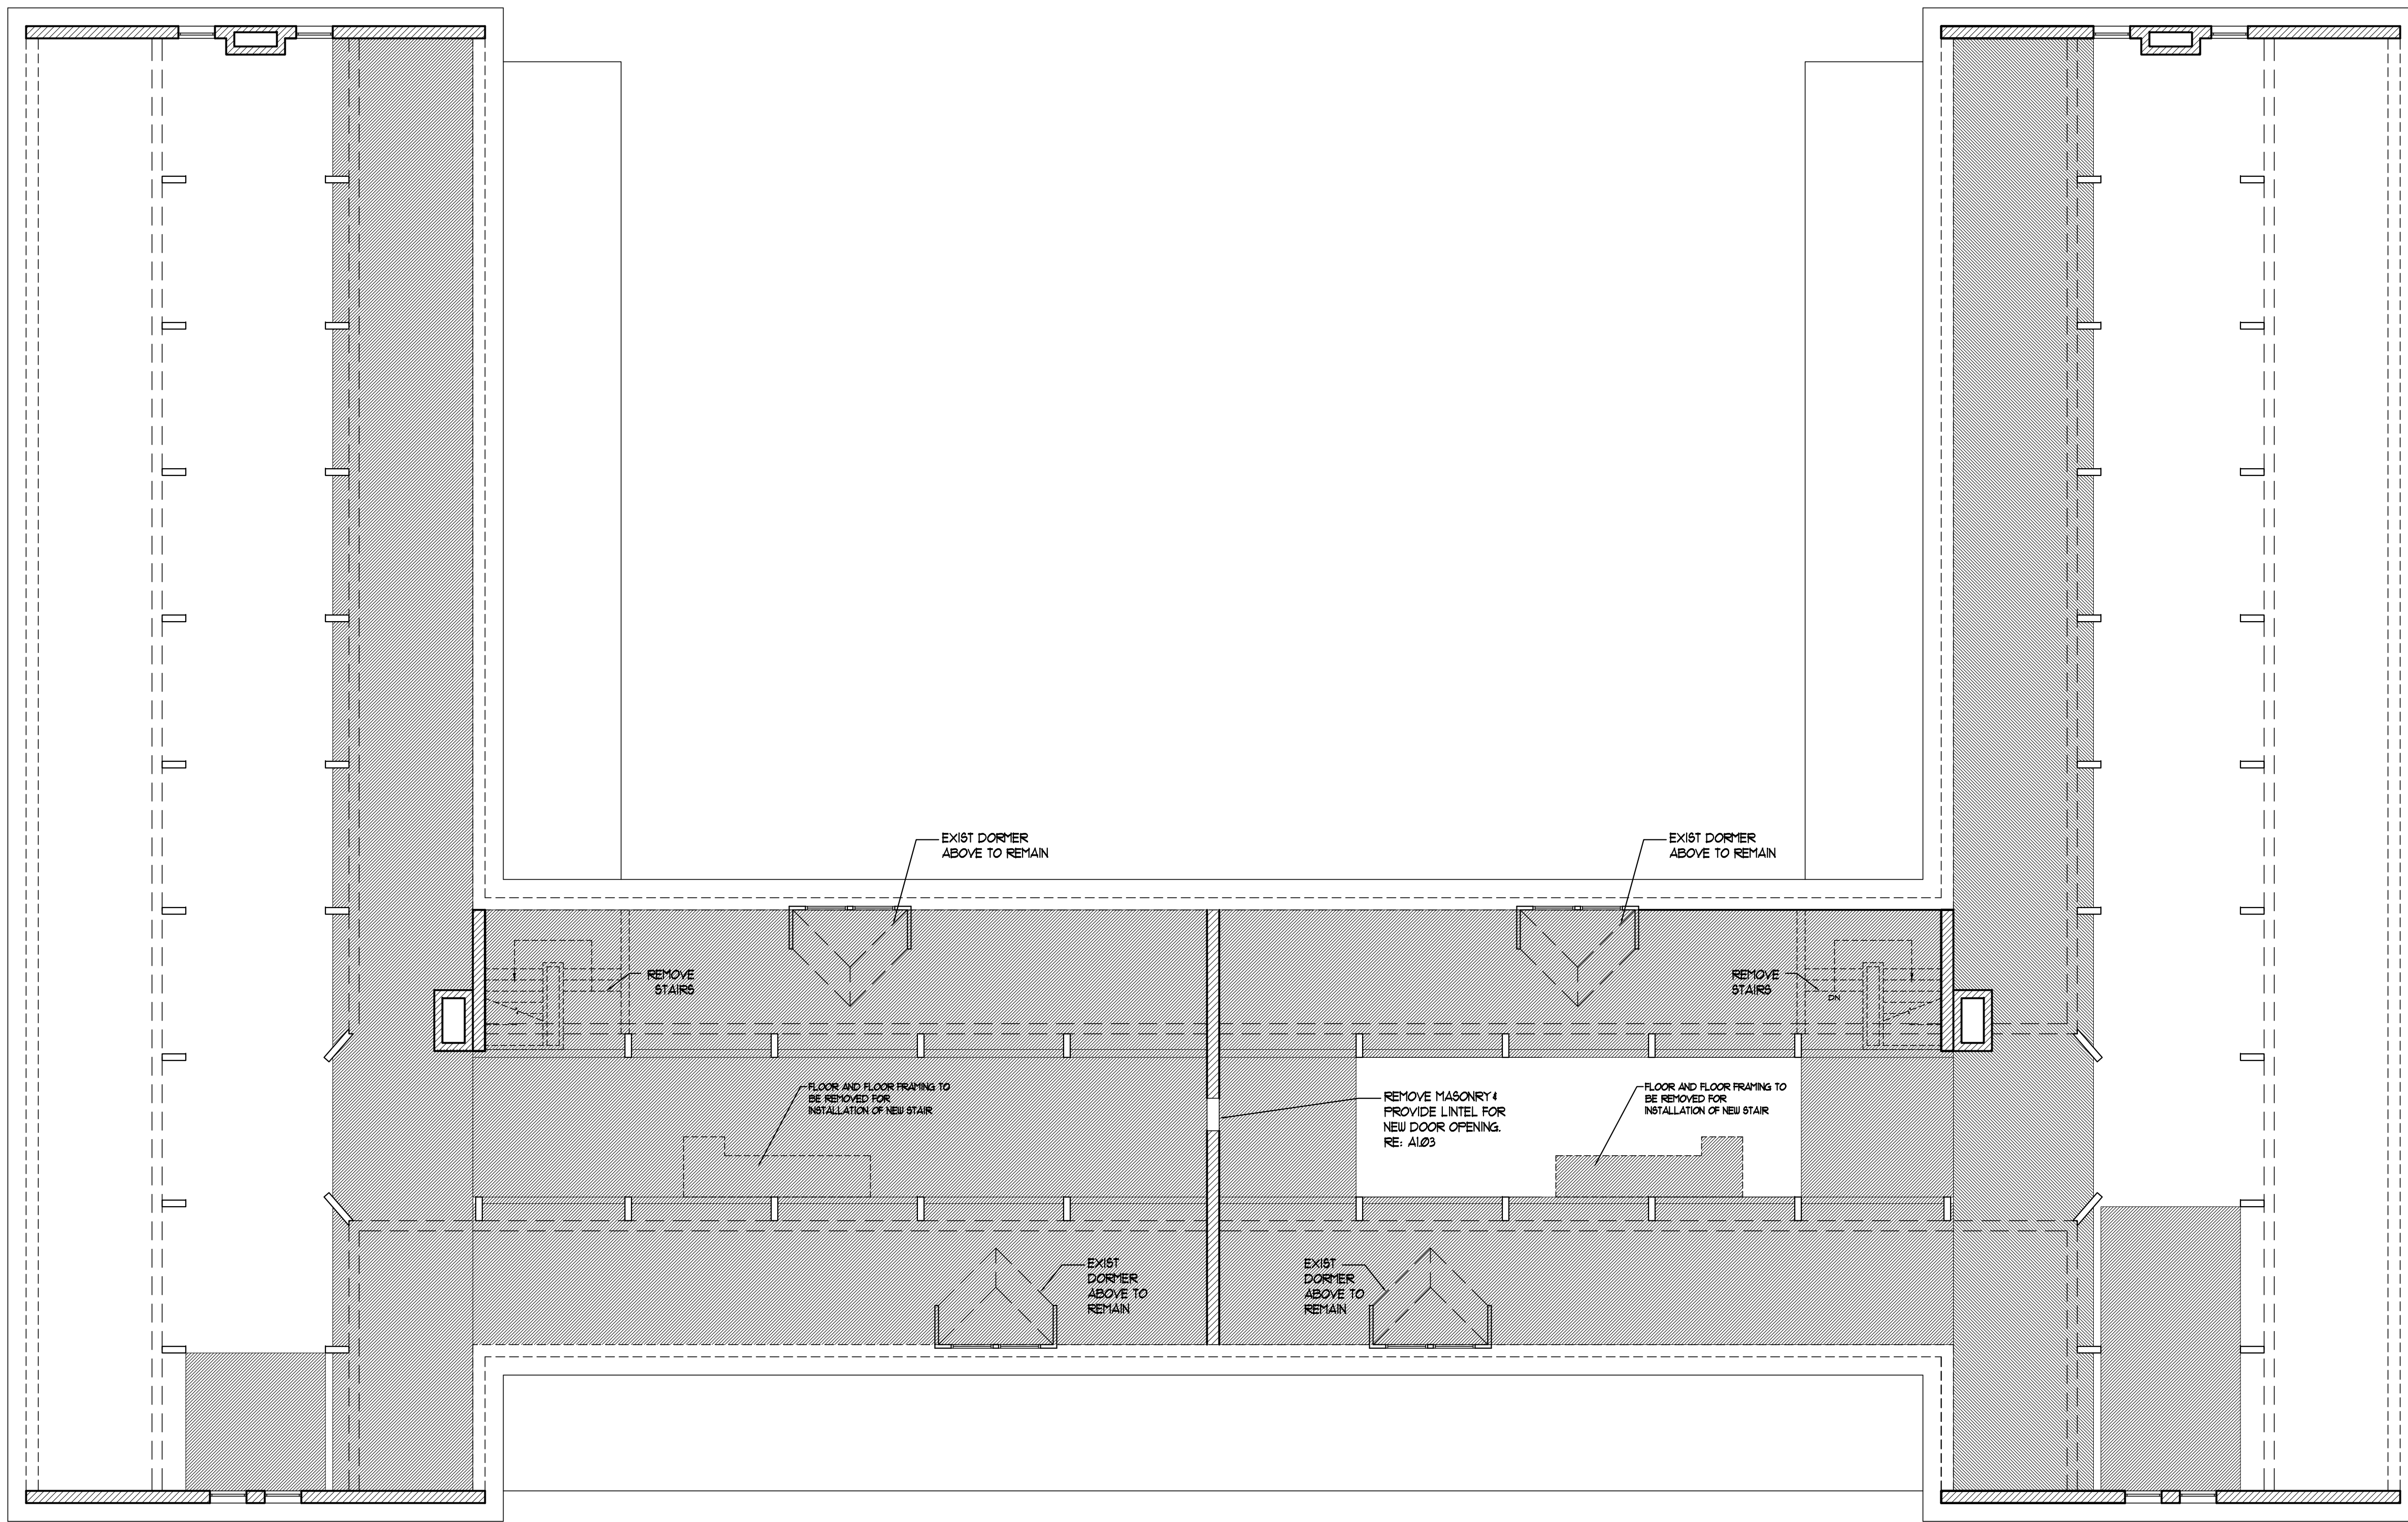 EXIST DORMER
ABOVE TO REMAIN
EXIST DORMER
ABOVE TO REMAIN
REMOVE
STAIRS
REMOVE
STAIRS
DN
FLOOR AND FLOOR FRAMING TO
BE REMOVED FOR
INSTALLATION OF NEW STAIR
REMOVE MASONRY &
PROVIDE LINTEL FOR
NEW DOOR OPENING.
RE: A1.03
FLOOR AND FLOOR FRAMING TO
BE REMOVED FOR
INSTALLATION OF NEW STAIR
EXIST
DORMER
ABOVE TO
REMAIN
EXIST
DORMER
ABOVE TO
REMAIN